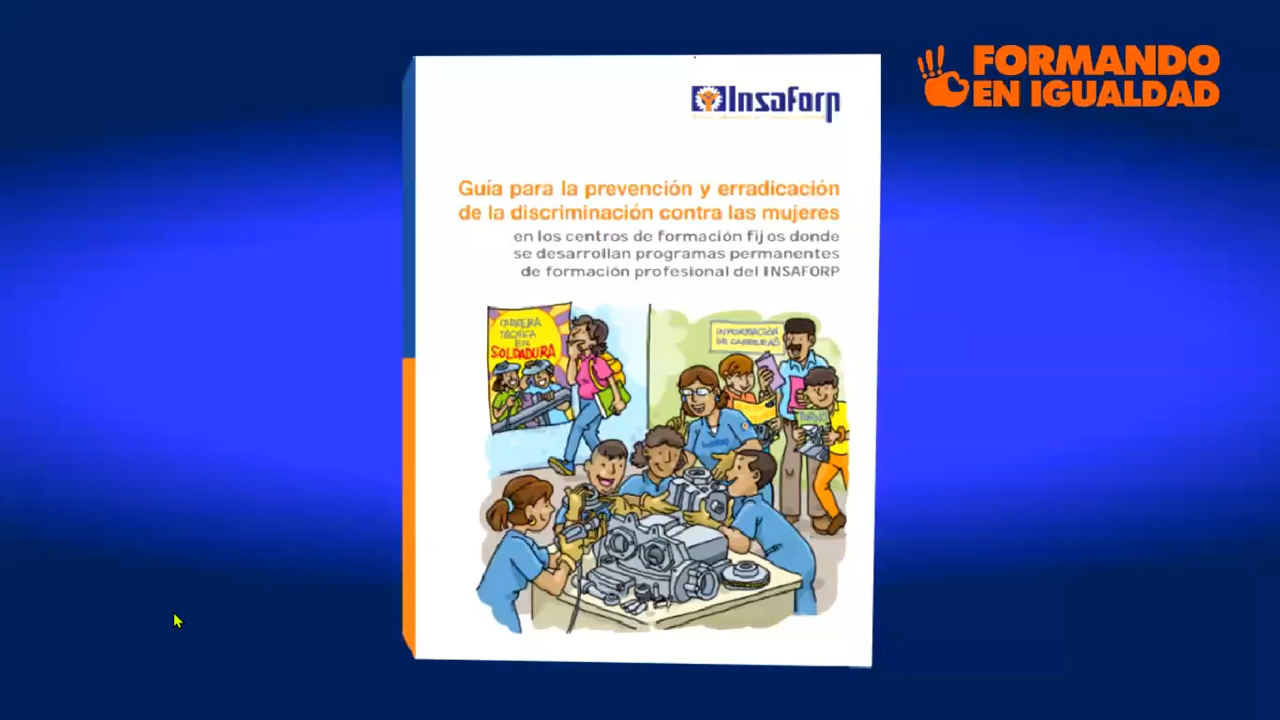 FORMANDO
EN IGUALDAD
Insaforp
Guía para la prevención y erradicación
de la discriminación contra las mujeres
en los centros de formación fijos donde
se desarrollan programas permanentes
de formación profesional del INSAFORP
CARRERA
TÉCNICA
EN
SOLDADURA
INFORMACIÓN
DE CARRERAS
TORNO